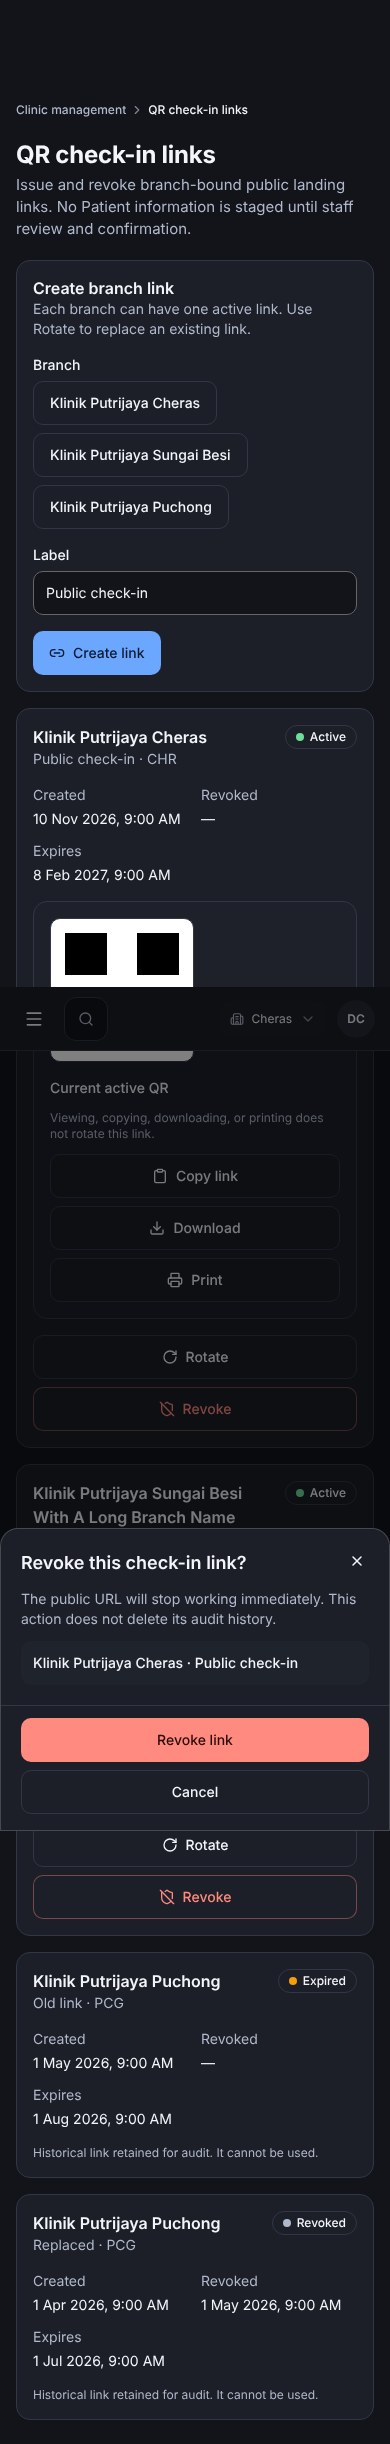 Clinic management > QR check-in links
QR check-in links
Issue and revoke branch-bound public landing
links. No Patient information is staged until staff
review and confirmation.
Create branch link
Each branch can have one active link. Use
Rotate to replace an existing link.
Branch
Klinik Putrijaya Cheras
Klinik Putrijaya Sungai Besi
Klinik Putrijaya Puchong
Label
Public check-in
Create link
Klinik Putrijaya Cheras
Active
Public check-in · CHR
Created
Revoked
10 Nov 2026, 9:00 AM
—
Expires
8 Feb 2027, 9:00 AM
Cheras
DC
Current active QR
Viewing, copying, downloading, or printing does
not rotate this link.
Copy link
Download
Print
Rotate
Revoke
Klinik Putrijaya Sungai Besi
With A Long Branch Name
Active
Revoke this check-in link?
The public URL will stop working immediately. This
action does not delete its audit history.
Klinik Putrijaya Cheras · Public check-in
Revoke link
Cancel
Rotate
Revoke
Klinik Putrijaya Puchong
Expired
Old link · PCG
Created
Revoked
1 May 2026, 9:00 AM
—
Expires
1 Aug 2026, 9:00 AM
Historical link retained for audit. It cannot be used.
Klinik Putrijaya Puchong
Revoked
Replaced · PCG
Created
Revoked
1 Apr 2026, 9:00 AM
1 May 2026, 9:00 AM
Expires
1 Jul 2026, 9:00 AM
Historical link retained for audit. It cannot be used.